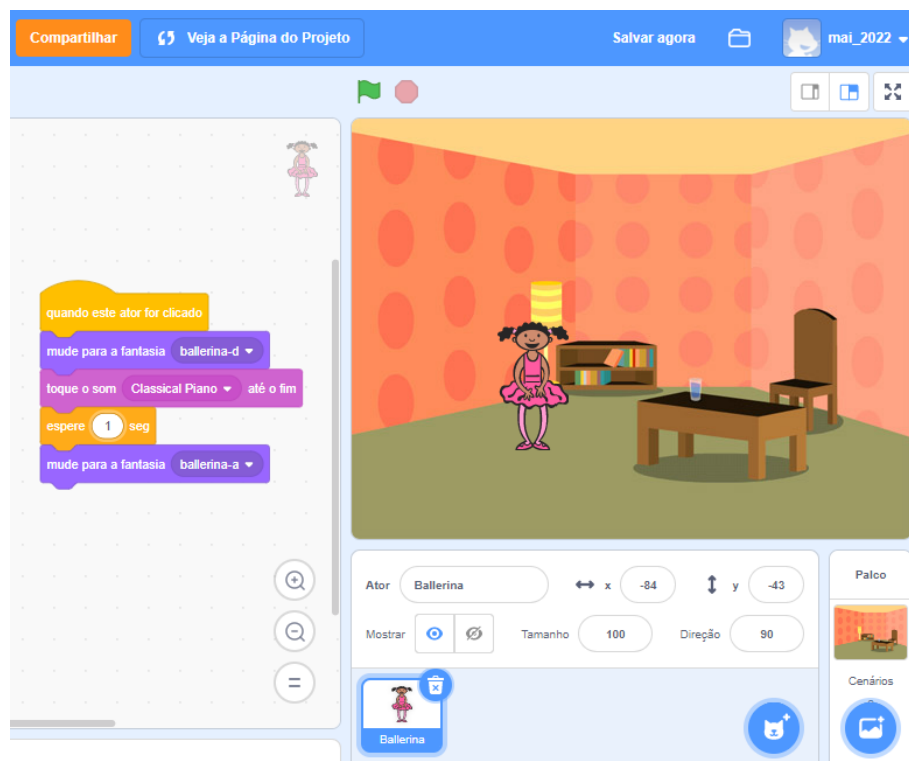 Compartilhar Veja a Página do Projeto Salvar agora mai_2022
quando este ator for clicado
mude para a fantasia ballerina-d
toque o som Classical Piano até o fim
espere 1 seg
mude para a fantasia ballerina-a
Ator Ballerina x -84 y -43
Mostrar Tamanho 100 Direção 90
Ballerina
Palco
Cenários